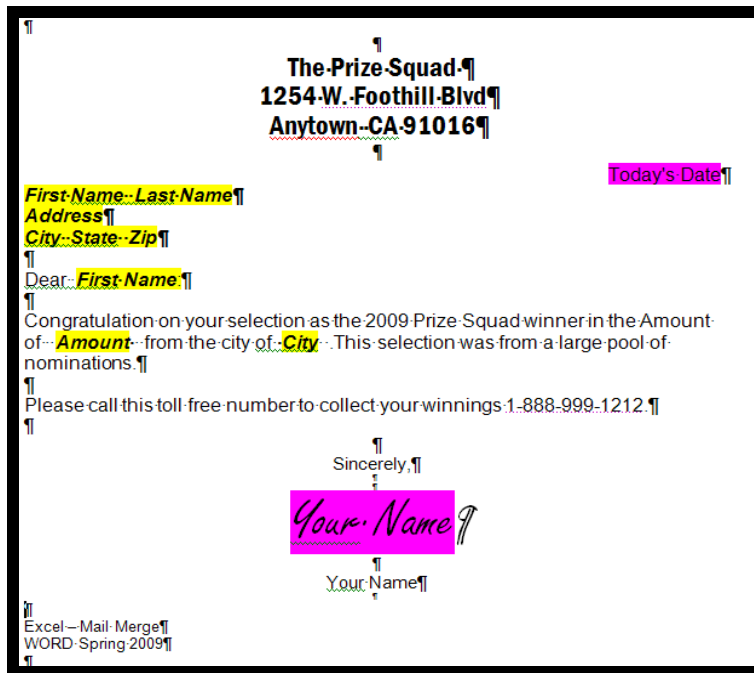 ¶
¶
The·Prize·Squad·¶
1254·W.·Foothill·Blvd¶
Anytown··CA·91016¶
¶
Today's·Date¶
First·Name··Last·Name¶
Address¶
City··State··Zip¶
¶
Dear··First·Name:¶
¶
Congratulation·on·your·selection·as·the·2009·Prize·Squad·winner·in·the·Amount·
of···Amount···from·the·city·of··City··.This·selection·was·from·a·large·pool·of·
nominations.¶
¶
Please·call·this·toll·free·number·to·collect·your·winnings·1-888-999-1212.¶
¶
¶
Sincerely,¶
¶
¶
Your·Name¶
¶
Your·Name¶
¶
¶
Excel·–·Mail·Merge¶
WORD·Spring·2009¶
¶